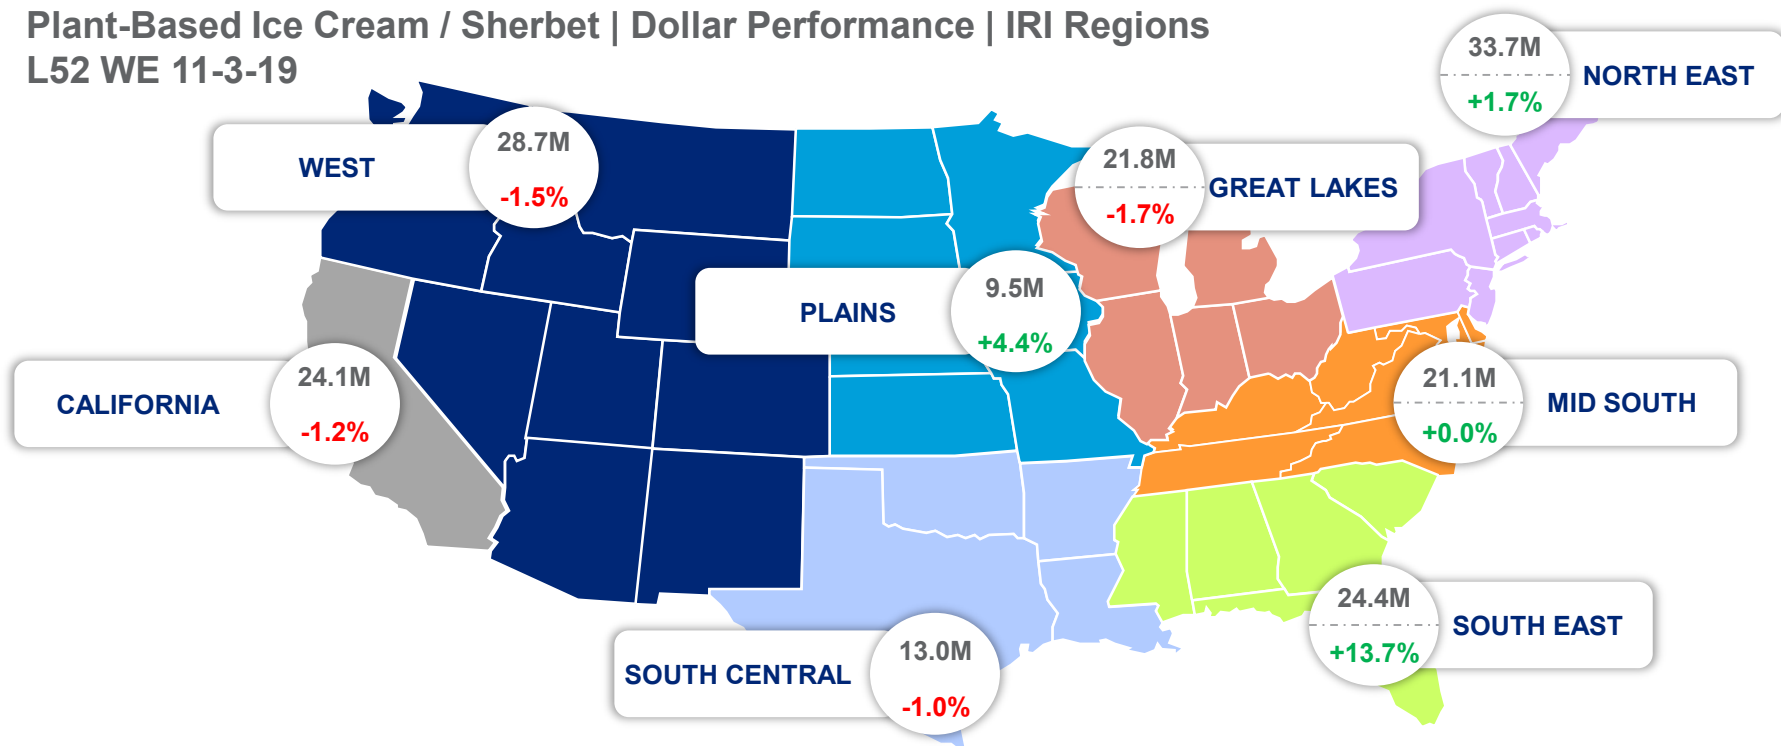 Plant-Based Ice Cream / Sherbet | Dollar Performance | IRI Regions
L52 WE 11-3-19
33.7M
NORTH EAST
+1.7%
WEST
28.7M
-1.5%
21.8M
GREAT LAKES
-1.7%
PLAINS
9.5M
+4.4%
CALIFORNIA
24.1M
-1.2%
21.1M
MID SOUTH
+0.0%
24.4M
SOUTH EAST
+13.7%
SOUTH CENTRAL
13.0M
-1.0%